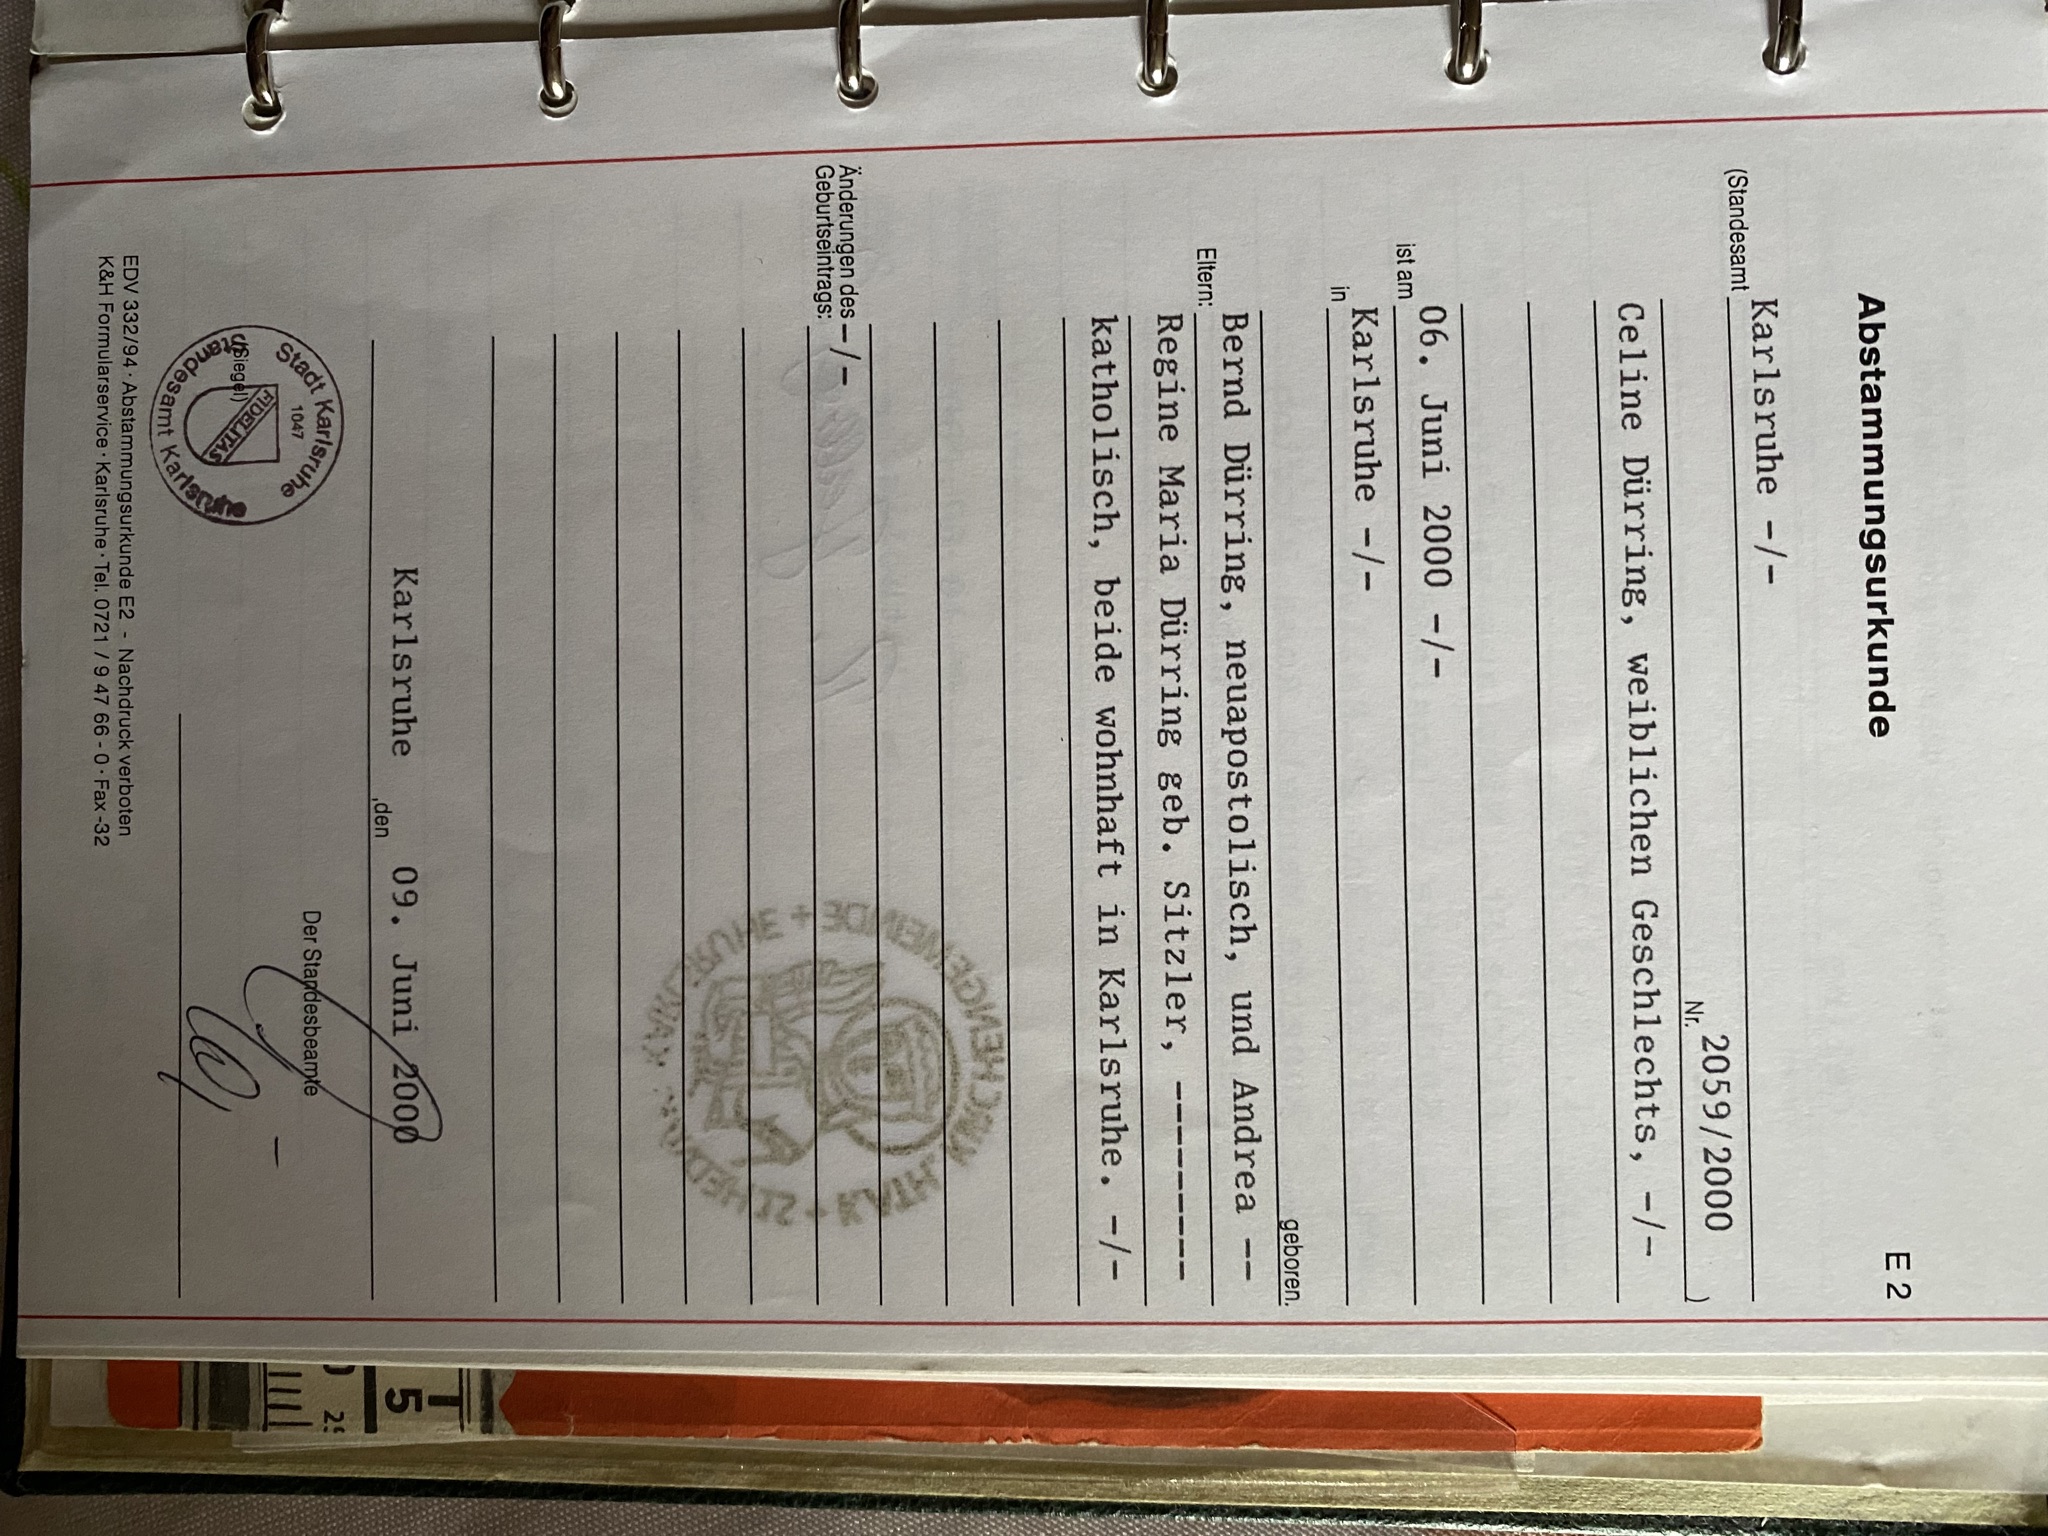 Abstammungsurkunde
E 2
Karlsruhe -/-
(Standesamt
Nr. 2059/2000 )
Celine Dürring, weiblichen Geschlechts, -/-
ist am 06. Juni 2000 -/-
in Karlsruhe -/-
geboren.
Eltern: Bernd Dürring, neuapostolisch, und Andrea --
Regine Maria Dürring geb. Sitzler, ---------
katholisch, beide wohnhaft in Karlsruhe. -/-
Änderungen des
Geburtseintrags: -/-
Karlsruhe ,den 09. Juni 2000
Der Standesbeamte
(Siegel)
Stadt Karlsruhe
1047
FIDELITAS
Standesamt Karlsruhe
EDV 332/94 · Abstammungsurkunde E2 - Nachdruck verboten
K&H Formularservice · Karlsruhe · Tel. 0721 / 9 47 66 - 0 · Fax -32
T
5